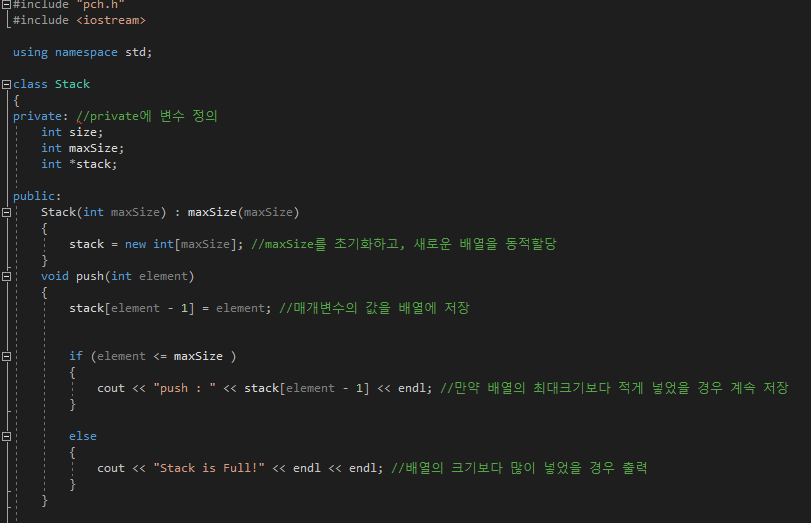 #include "pch.h"
#include <iostream>
using namespace std;
class Stack
{
private: //private에 변수 정의
int size;
int maxSize;
int *stack;
public:
Stack(int maxSize) : maxSize(maxSize)
{
stack = new int[maxSize]; //maxSize를 초기화하고, 새로운 배열을 동적할당
}
void push(int element)
{
stack[element - 1] = element; //매개변수의 값을 배열에 저장
if (element <= maxSize )
{
cout << "push : " << stack[element - 1] << endl; //만약 배열의 최대크기보다 적게 넣었을 경우 계속 저장
}
else
{
cout << "Stack is Full!" << endl << endl; //배열의 크기보다 많이 넣었을 경우 출력
}
}